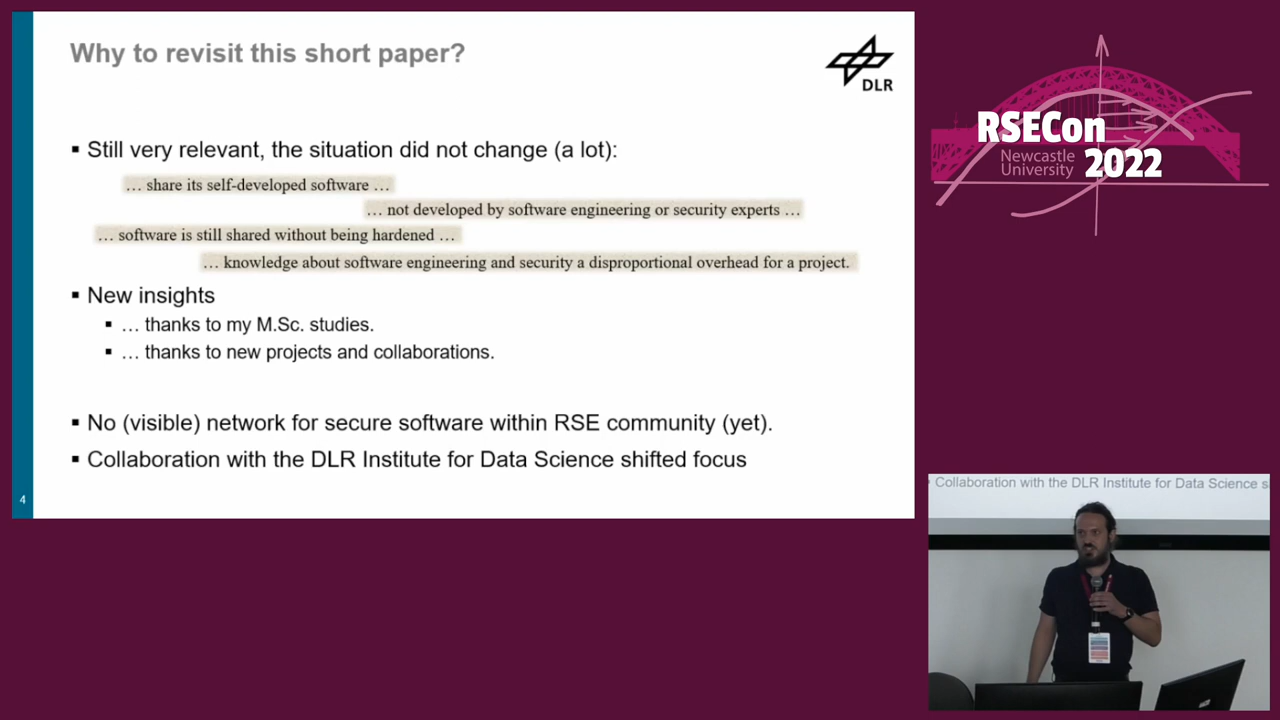 Why to revisit this short paper?
DLR
▪ Still very relevant, the situation did not change (a lot):
… share its self-developed software …
… not developed by software engineering or security experts …
… software is still shared without being hardened …
… knowledge about software engineering and security a disproportional overhead for a project.
▪ New insights
▪ … thanks to my M.Sc. studies.
▪ … thanks to new projects and collaborations.
▪ No (visible) network for secure software within RSE community (yet).
▪ Collaboration with the DLR Institute for Data Science shifted focus
4
RSECon
Newcastle
University 2022
Collaboration with the DLR Institute for Data Science s